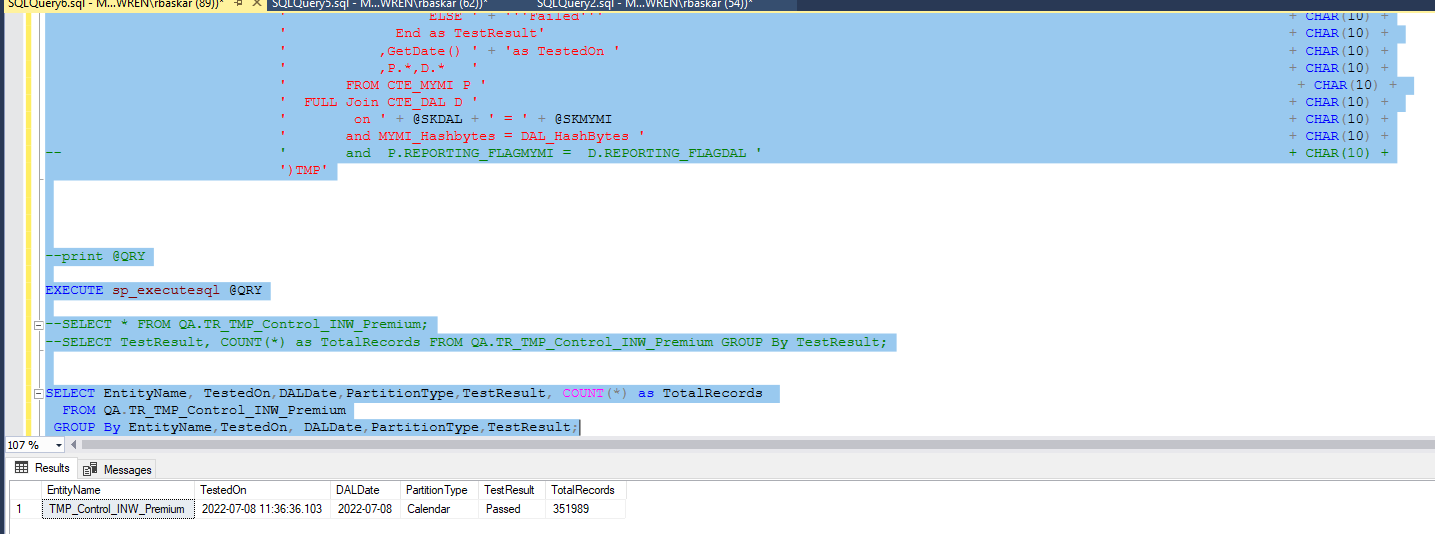 SQLQuery6.sql - M...WREN\rbaskar (89))* SQLQuery5.sql - M...WREN\rbaskar (62))* SQLQuery2.sql - M...WREN\rbaskar (54))*
' ELSE ' + '''Failed''' + CHAR(10) +
' End as TestResult' + CHAR(10) +
' ,GetDate() ' + 'as TestedOn ' + CHAR(10) +
' ,P.*,D.* ' + CHAR(10) +
' FROM CTE_MYMI P ' + CHAR(10) +
' FULL Join CTE_DAL D ' + CHAR(10) +
' on ' + @SKDAL + ' = ' + @SKMYMI + CHAR(10) +
' and MYMI_Hashbytes = DAL_HashBytes ' + CHAR(10) +
-- ' and P.REPORTING_FLAGMYMI = D.REPORTING_FLAGDAL ' + CHAR(10) +
')TMP'
--print @QRY
EXECUTE sp_executesql @QRY
--SELECT * FROM QA.TR_TMP_Control_INW_Premium;
--SELECT TestResult, COUNT(*) as TotalRecords FROM QA.TR_TMP_Control_INW_Premium GROUP By TestResult;
SELECT EntityName, TestedOn,DALDate,PartitionType,TestResult, COUNT(*) as TotalRecords
FROM QA.TR_TMP_Control_INW_Premium
GROUP By EntityName,TestedOn, DALDate,PartitionType,TestResult;
107 %
Results Messages
EntityName TestedOn DALDate PartitionType TestResult TotalRecords
1 TMP_Control_INW_Premium 2022-07-08 11:36:36.103 2022-07-08 Calendar Passed 351989